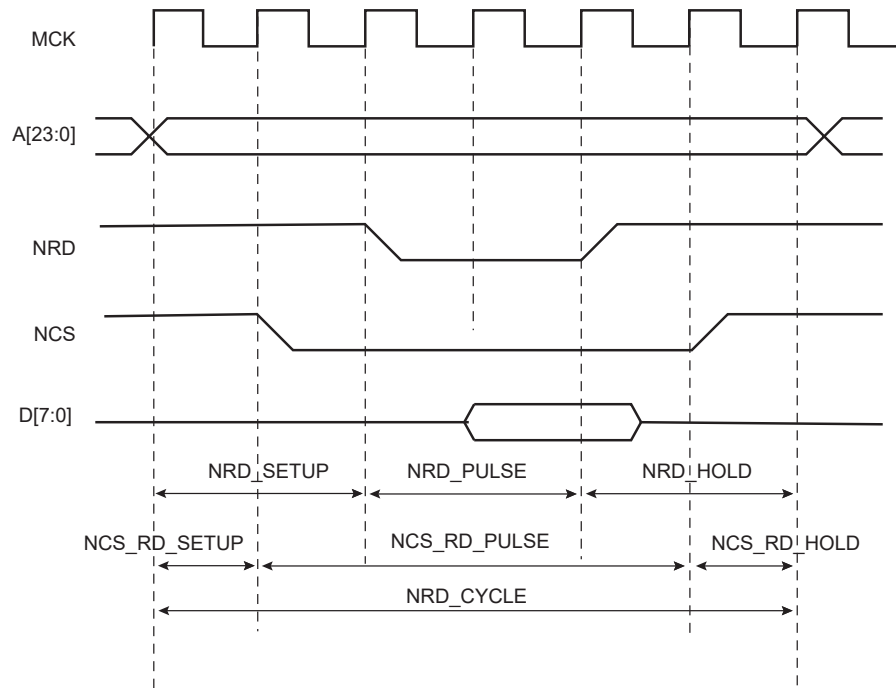 MCK
A[23:0]
NRD
NCS
D[7:0]
NRD_SETUP NRD_PULSE NRD_HOLD
NCS_RD_SETUP NCS_RD_PULSE NCS_RD_HOLD
NRD_CYCLE